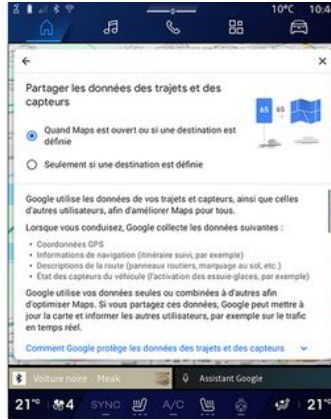 10°C 10:4
←
×
Partager les données des trajets et des
capteurs
65 65
Quand Maps est ouvert ou si une destination est
définie
Seulement si une destination est définie
Google utilise les données de vos trajets et capteurs, ainsi que celles
d'autres utilisateurs, afin d'améliorer Maps pour tous.
Lorsque vous conduisez, Google collecte les données suivantes :
• Coordonnées GPS
• Informations de navigation (itinéraire suivi, par exemple)
• Descriptions de la route (panneaux routiers, marquage au sol, etc.)
• État des capteurs du véhicule (l'activation des essuie-glaces, par exemple)
Google utilise vos données seules ou combinées à d'autres afin
d'optimiser Maps. Si vous partagez ces données, Google peut mettre à
jour la carte et informer les autres utilisateurs, par exemple sur le trafic
en temps réel.
Comment Google protège les données des trajets et capteurs
Voiture noire · Meak
Assistant Google
21°C 4 SYNC A/C 21°C